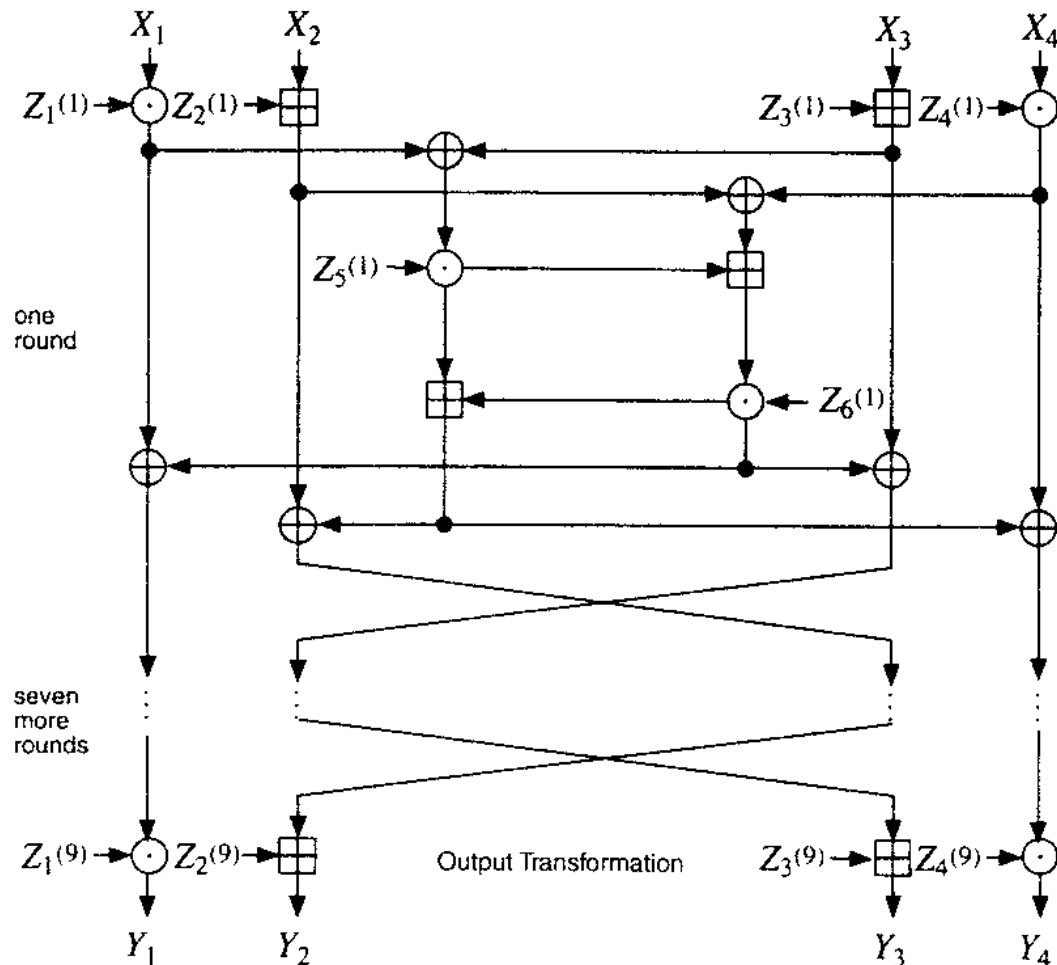 X₁ X₂ X₃ X₄
Z₁⁽¹⁾ Z₂⁽¹⁾ Z₃⁽¹⁾ Z₄⁽¹⁾
Z₅⁽¹⁾
one
round
Z₆⁽¹⁾
seven
more
rounds
Z₁⁽⁹⁾ Z₂⁽⁹⁾ Output Transformation Z₃⁽⁹⁾ Z₄⁽⁹⁾
Y₁ Y₂ Y₃ Y₄